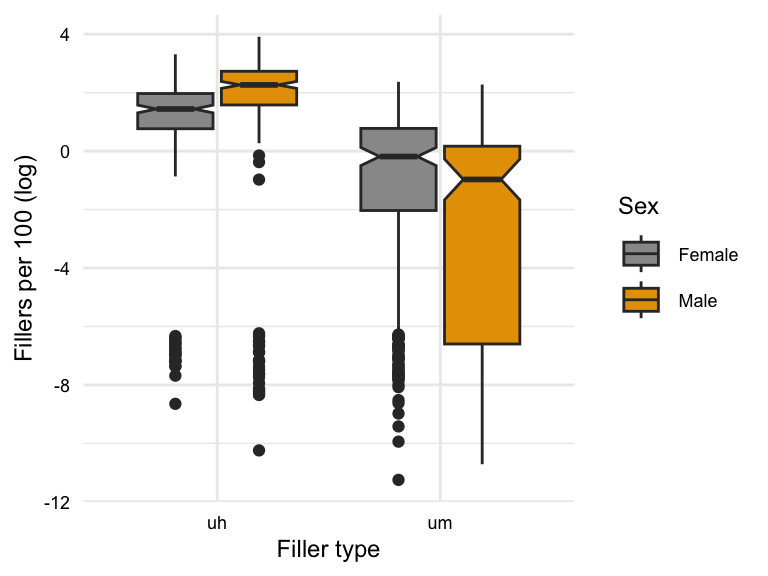 Fillers per 100 (log)
4
0
-4
-8
-12
uh
um
Filler type
Sex
Female
Male